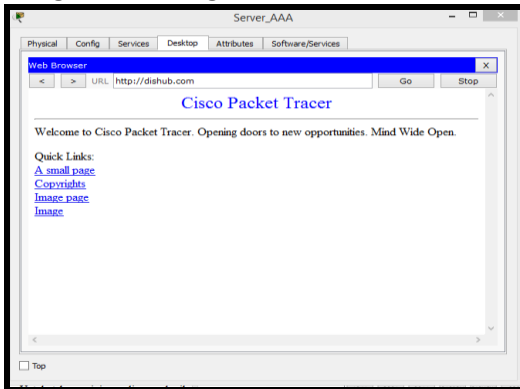 Server_AAA
Physical Config Services Desktop Attributes Software/Services
Web Browser X
< > URL http://dishub.com Go Stop
Cisco Packet Tracer
Welcome to Cisco Packet Tracer. Opening doors to new opportunities. Mind Wide Open.
Quick Links:
A small page
Copyrights
Image page
Image
Top